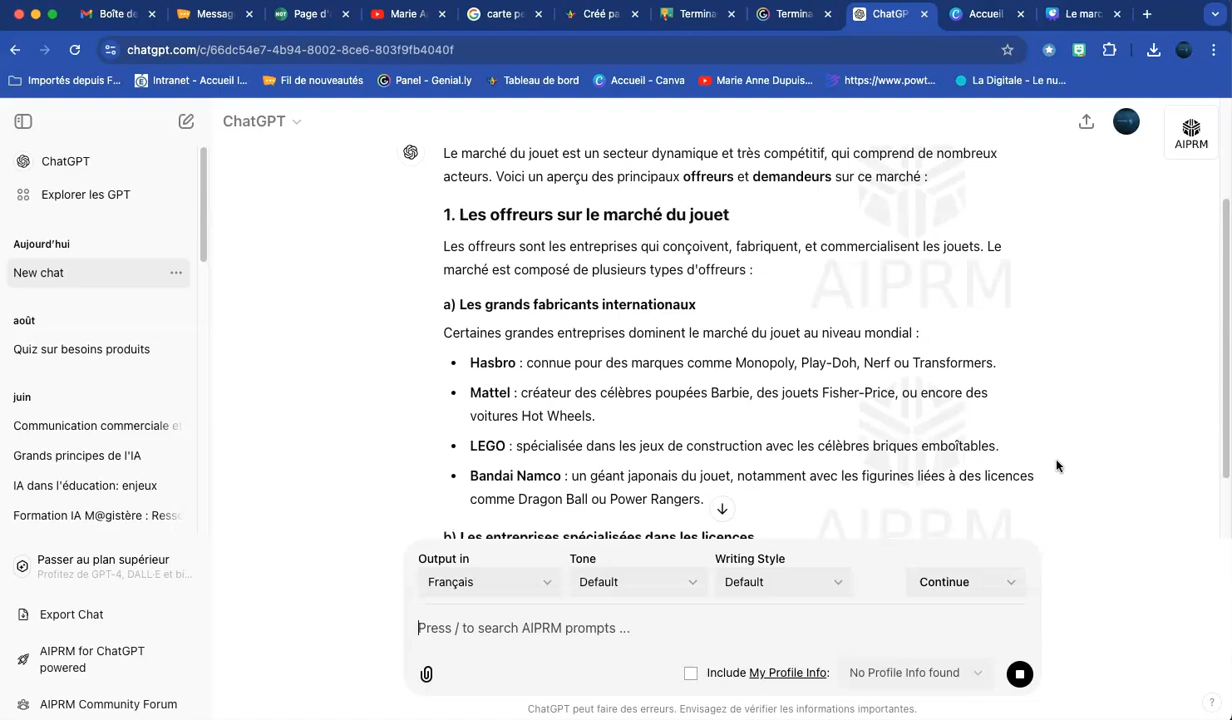 Boîte de
Message
Page d'a
Marie A
carte pe
Créé pa
Termina
Termina
ChatGP
Accueil
Le marc
chatgpt.com/c/66dc54e7-4b94-8002-8ce6-803f9fb4040f
Importés depuis F...
Intranet - Accueil I...
Fil de nouveautés
Panel - Genial.ly
Tableau de bord
Accueil - Canva
Marie Anne Dupuis...
https://www.powt...
La Digitale - Le nu...
ChatGPT
AIPRM
ChatGPT
Explorer les GPT
Aujourd'hui
New chat
août
Quiz sur besoins produits
juin
Communication commerciale et
Grands principes de l'IA
IA dans l'éducation: enjeux
Formation IA M@gistère : Resso
Passer au plan supérieur
Profitez de GPT-4, DALL·E et bi...
Export Chat
AIPRM for ChatGPT
powered
AIPRM Community Forum
Le marché du jouet est un secteur dynamique et très compétitif, qui comprend de nombreux
acteurs. Voici un aperçu des principaux offreurs et demandeurs sur ce marché :
1. Les offreurs sur le marché du jouet
Les offreurs sont les entreprises qui conçoivent, fabriquent, et commercialisent les jouets. Le
marché est composé de plusieurs types d'offreurs :
a) Les grands fabricants internationaux
Certaines grandes entreprises dominent le marché du jouet au niveau mondial :
• Hasbro : connue pour des marques comme Monopoly, Play-Doh, Nerf ou Transformers.
• Mattel : créateur des célèbres poupées Barbie, des jouets Fisher-Price, ou encore des
voitures Hot Wheels.
• LEGO : spécialisée dans les jeux de construction avec les célèbres briques emboîtables.
• Bandai Namco : un géant japonais du jouet, notamment avec les figurines liées à des licences
comme Dragon Ball ou Power Rangers.
b) Les entreprises spécialisées dans les licences
AIPRM
AIPRM
Output in
Tone
Writing Style
Français
Default
Default
Continue
Press / to search AIPRM prompts ...
Include My Profile Info:
No Profile Info found
ChatGPT peut faire des erreurs. Envisagez de vérifier les informations importantes.
?